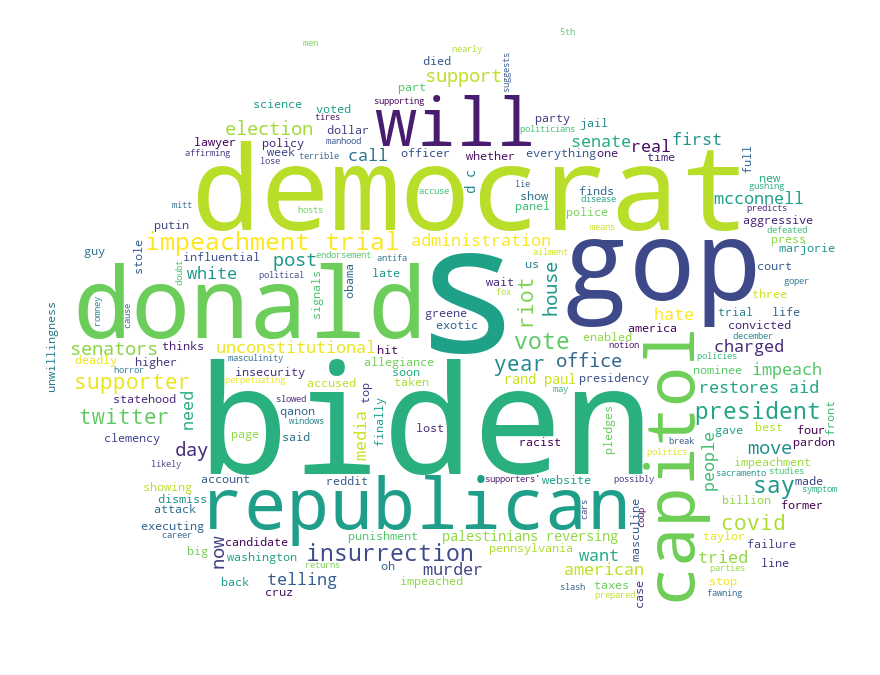 5th
men
nearly
died
suggests
support
part
science
supporting
will
voted
tires
party
politicians
jail
election
dollar
manhood
senate
real
first
lawyer
policy
call
officer
whether
everything
one
time
full
affirming
week
lose
terrible
democrat
d c
lie
show
finds
disease
new
gushing
mitt
hosts
accuse
panel
police
mcconnell
predicts
aggressive
putin
impeachment trial
administration
means
press
defeated
guy
stole
influential
post
endorsement
antifa
us
ailment
gop
marjorie
doubt
political
white
obama
late
wait
house
court
goper
donald
s
signals
fox
three
romney
cause
greene
exotic
riot
enabled
hate
trial
life
unwillingness
america
convicted
december
senators
thinks
unconstitutional
hit
vote
notion
charged
masculinity
allegiance
year
office
policies
deadly
higher
insecurity
soon
impeach
horror
perpetuating
accused
taken
rand paul
presidency
nominee
supporter
statehood
qanon
slowed
top
may
restores aid
twitter
need
windows
biden
pledges
capitol
president
front
page
said
media
finally
lost
racist
gave
best
four
clemency
pardon
day
break
politics
people
move
likely
impeachment
sacramento
studies
account
reddit
supporters'
website
possibly
say
made
symptom
showing
dismiss
republican
cars
billion
former
attack
coup
executing
covid
career
now
candidate
punishment
palestinians reversing
masculine
taylor
failure
big
washington
insurrection
pennsylvania
want
tried
parties
line
returns
oh
murder
american
stop
back
telling
impeached
slash
taxes
case
cruz
prepared
fawning